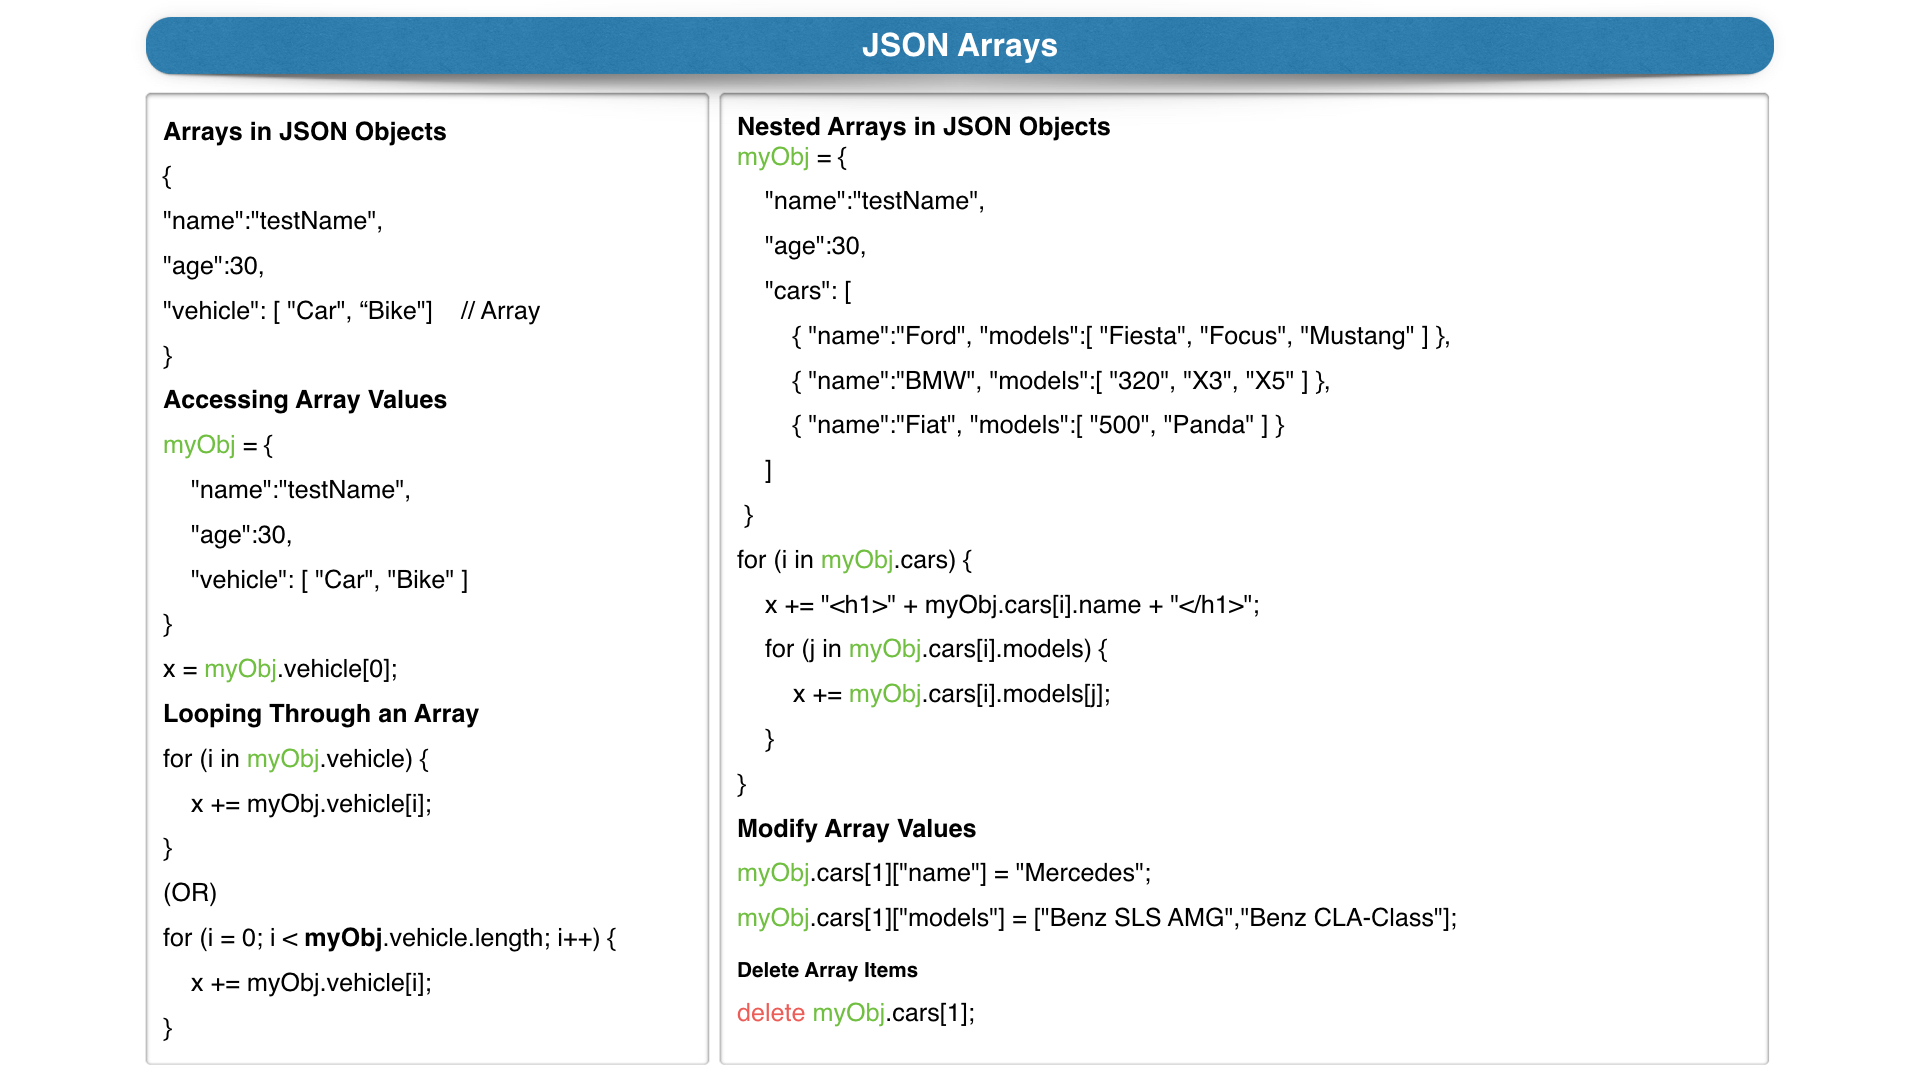 JSON Arrays
Arrays in JSON Objects
{
"name":"testName",
"age":30,
"vehicle": [ "Car", “Bike"]    // Array
}
Accessing Array Values
myObj = {
"name":"testName",
"age":30,
"vehicle": [ "Car", "Bike" ]
}
x = myObj.vehicle[0];
Looping Through an Array
for (i in myObj.vehicle) {
x += myObj.vehicle[i];
}
(OR)
for (i = 0; i < myObj.vehicle.length; i++) {
x += myObj.vehicle[i];
}
Nested Arrays in JSON Objects
myObj = {
"name":"testName",
"age":30,
"cars": [
{ "name":"Ford", "models":[ "Fiesta", "Focus", "Mustang" ] },
{ "name":"BMW", "models":[ "320", "X3", "X5" ] },
{ "name":"Fiat", "models":[ "500", "Panda" ] }
]
}
for (i in myObj.cars) {
x += "<h1>" + myObj.cars[i].name + "</h1>";
for (j in myObj.cars[i].models) {
x += myObj.cars[i].models[j];
}
}
Modify Array Values
myObj.cars[1]["name"] = "Mercedes";
myObj.cars[1]["models"] = ["Benz SLS AMG","Benz CLA-Class"];
Delete Array Items
delete myObj.cars[1];